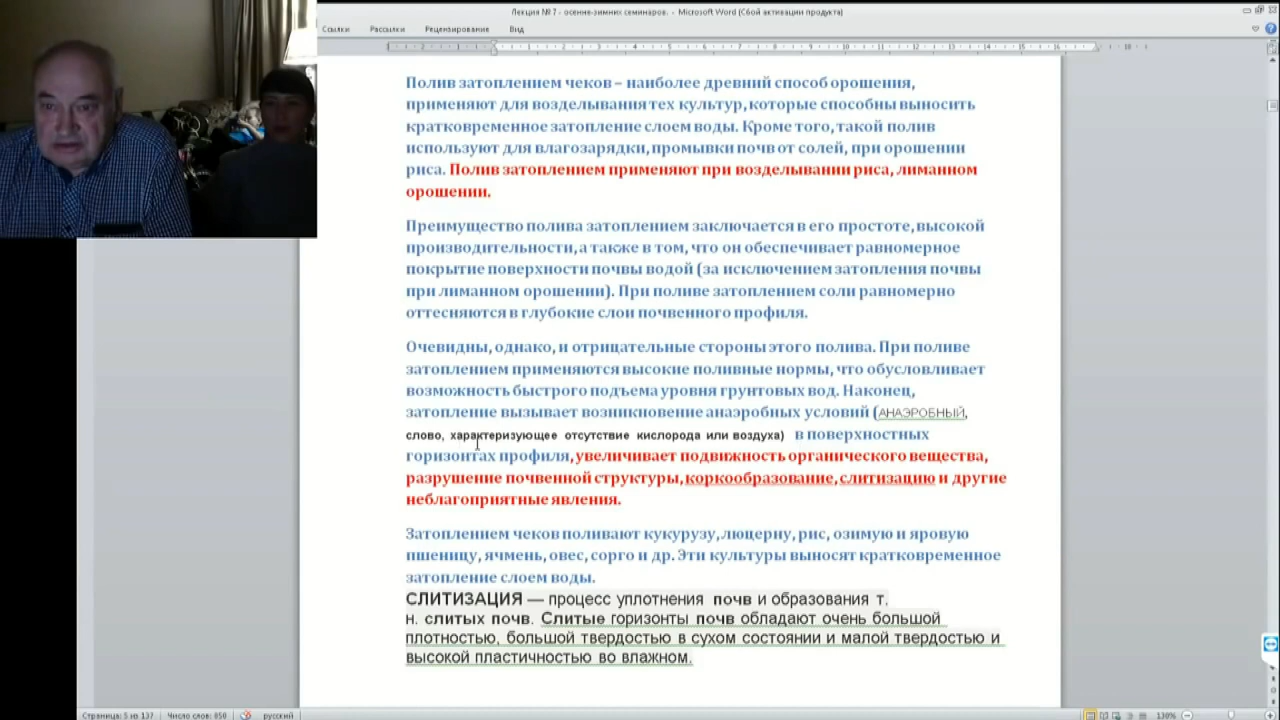 Лекция № 7 - осенне-зимних семинаров. - Microsoft Word (Сбой активации продукта)
Ссылки Рассылки Рецензирование Вид
Полив затоплением чеков – наиболее древний способ орошения,
применяют для возделывания тех культур, которые способны выносить
кратковременное затопление слоем воды. Кроме того, такой полив
используют для влагозарядки, промывки почв от солей, при орошении
риса. Полив затоплением применяют при возделывании риса, лиманном
орошении.
Преимущество полива затоплением заключается в его простоте, высокой
производительности, а также в том, что он обеспечивает равномерное
покрытие поверхности почвы водой (за исключением затопления почвы
при лиманном орошении). При поливе затоплением соли равномерно
оттесняются в глубокие слои почвенного профиля.
Очевидны, однако, и отрицательные стороны этого полива. При поливе
затоплением применяются высокие поливные нормы, что обусловливает
возможность быстрого подъема уровня грунтовых вод. Наконец,
затопление вызывает возникновение анаэробных условий (АНАЭРОБНЫЙ,
слово, характеризующее отсутствие кислорода или воздуха) в поверхностных
горизонтах профиля, увеличивает подвижность органического вещества,
разрушение почвенной структуры, коркообразование, слитизацию и другие
неблагоприятные явления.
Затоплением чеков поливают кукурузу, люцерну, рис, озимую и яровую
пшеницу, ячмень, овес, сорго и др. Эти культуры выносят кратковременное
затопление слоем воды.
СЛИТИЗАЦИЯ — процесс уплотнения почв и образования т.
н. слитых почв. Слитые горизонты почв обладают очень большой
плотностью, большой твердостью в сухом состоянии и малой твердостью и
высокой пластичностью во влажном.
Страница: 5 из 137 Число слов: 850 русский 130%